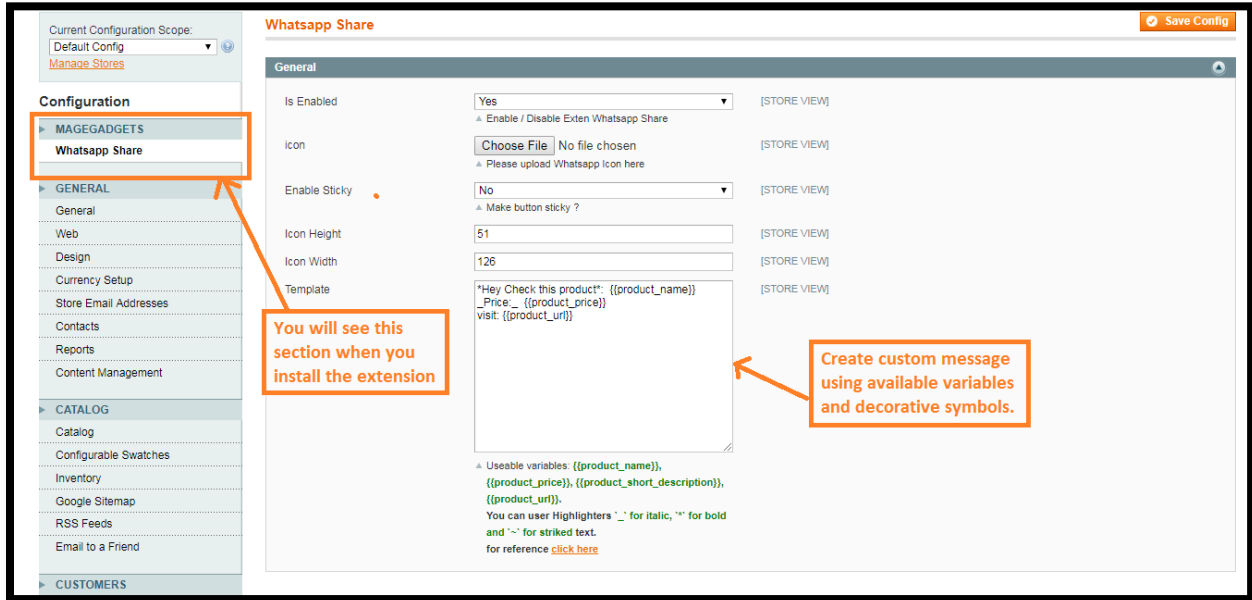 Current Configuration Scope:
Default Config
Manage Stores
Configuration
MAGEGADGETS
Whatsapp Share
GENERAL
General
Web
Design
Currency Setup
Store Email Addresses
Contacts
Reports
Content Management
CATALOG
Catalog
Configurable Swatches
Inventory
Google Sitemap
RSS Feeds
Email to a Friend
CUSTOMERS
Whatsapp Share
Save Config
General
Is Enabled
Yes
[STORE VIEW]
Enable / Disable Exten Whatsapp Share
icon
Choose File No file chosen
[STORE VIEW]
Please upload Whatsapp Icon here
Enable Sticky
No
[STORE VIEW]
Make button sticky ?
Icon Height
51
[STORE VIEW]
Icon Width
126
[STORE VIEW]
Template
*Hey Check this product*: {{product_name}}
_Price:_ {{product_price}}
visit: {{product_url}}
[STORE VIEW]
Useable variables: {{product_name}},
{{product_price}}, {{product_short_description}},
{{product_url}}.
You can user Highlighters `_` for italic, `*` for bold
and `~` for striked text.
for reference click here
You will see this
section when you
install the extension
Create custom message
using available variables
and decorative symbols.